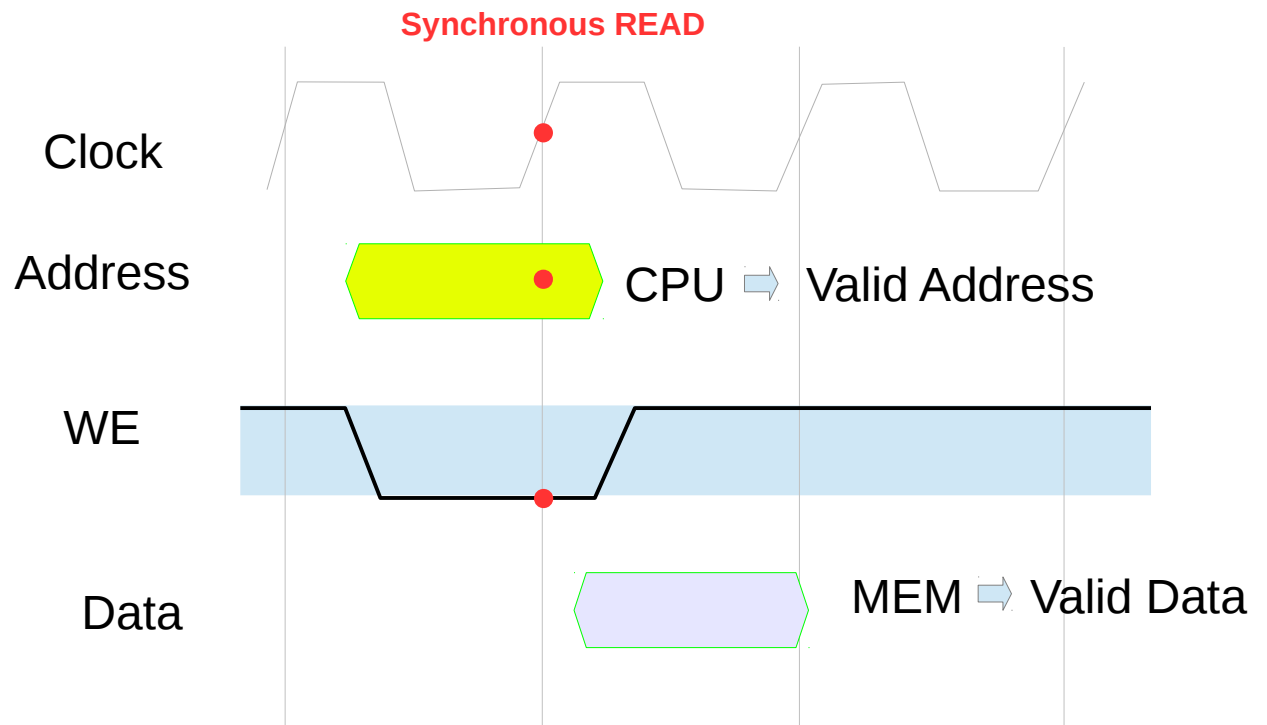 Synchronous READ
Clock
Address
CPU
Valid Address
WE
Data
MEM
Valid Data